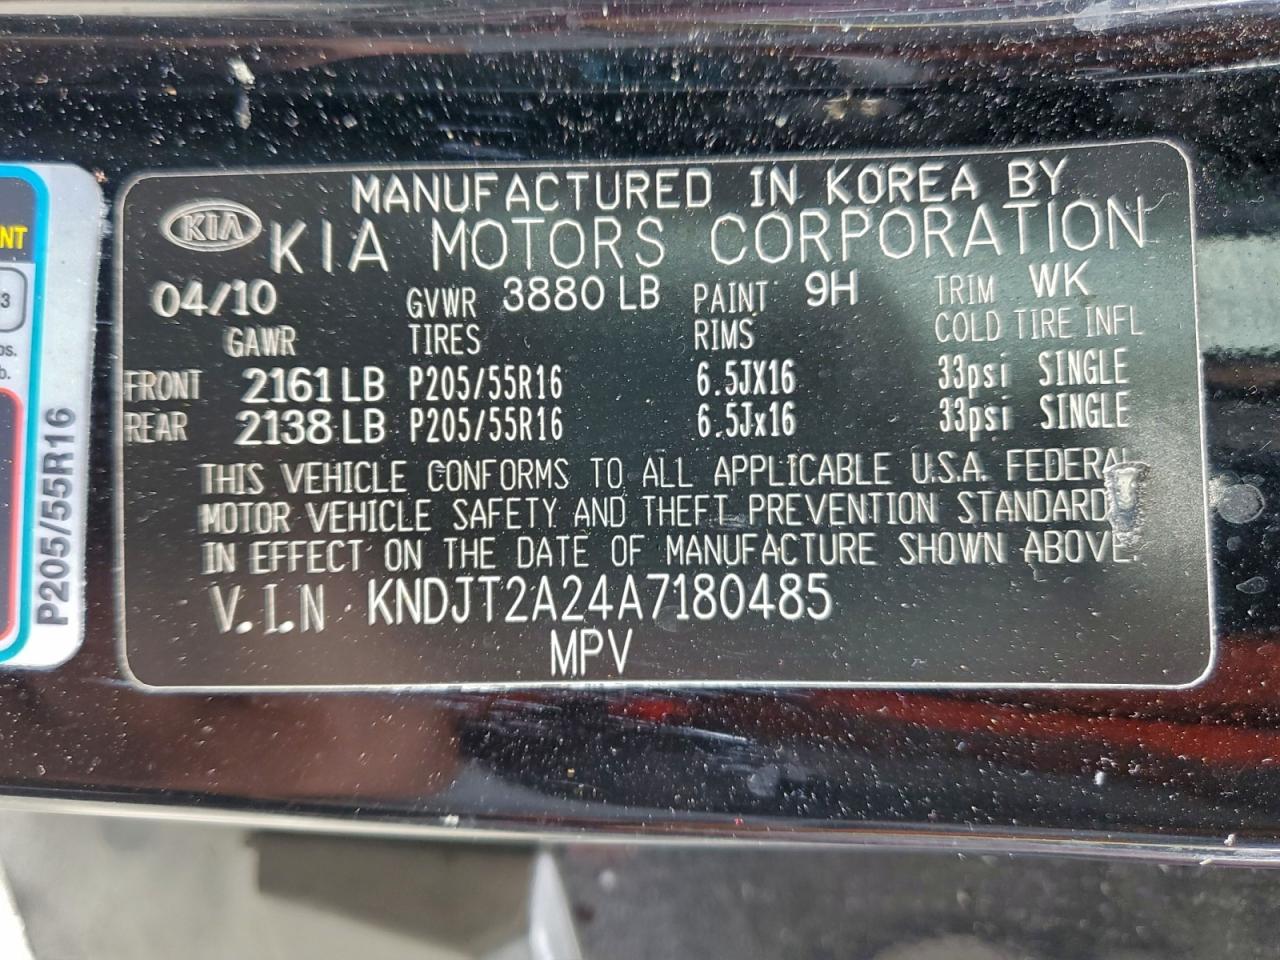 MANUFACTURED IN KOREA BY
KIA KIA MOTORS CORPORATION
04/10 GVWR 3880 LB PAINT 9H TRIM WK
GAWR TIRES RIMS COLD TIRE INFL
FRONT 2161 LB P205/55R16 6.5JX16 33psi SINGLE
REAR 2138 LB P205/55R16 6.5Jx16 33psi SINGLE
THIS VEHICLE CONFORMS TO ALL APPLICABLE U.S.A. FEDERAL
MOTOR VEHICLE SAFETY AND THEFT PREVENTION STANDARD
IN EFFECT ON THE DATE OF MANUFACTURE SHOWN ABOVE.
V.I.N KNDJT2A24A7180485
MPV
P205/55R16
NT
3
b.